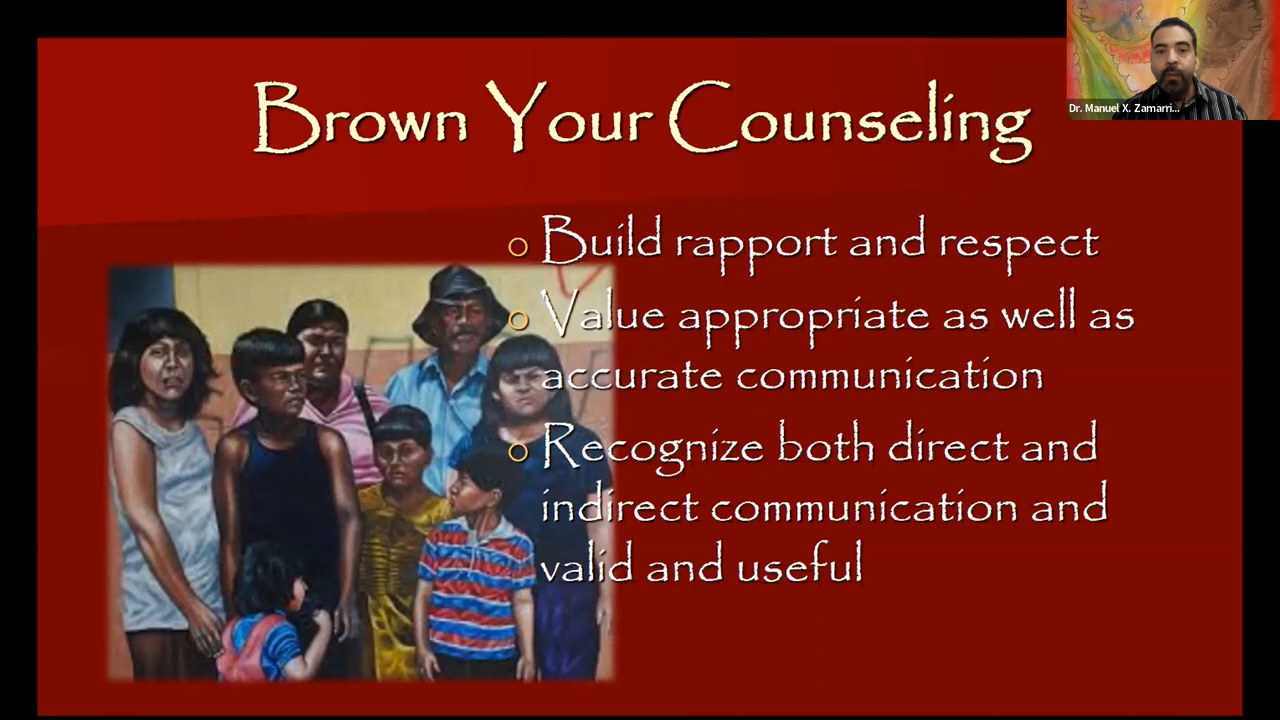 Brown Your Counseling
Dr. Manuel X. Zamarri...
o Build rapport and respect
o Value appropriate as well as
accurate communication
o Recognize both direct and
indirect communication and
valid and useful